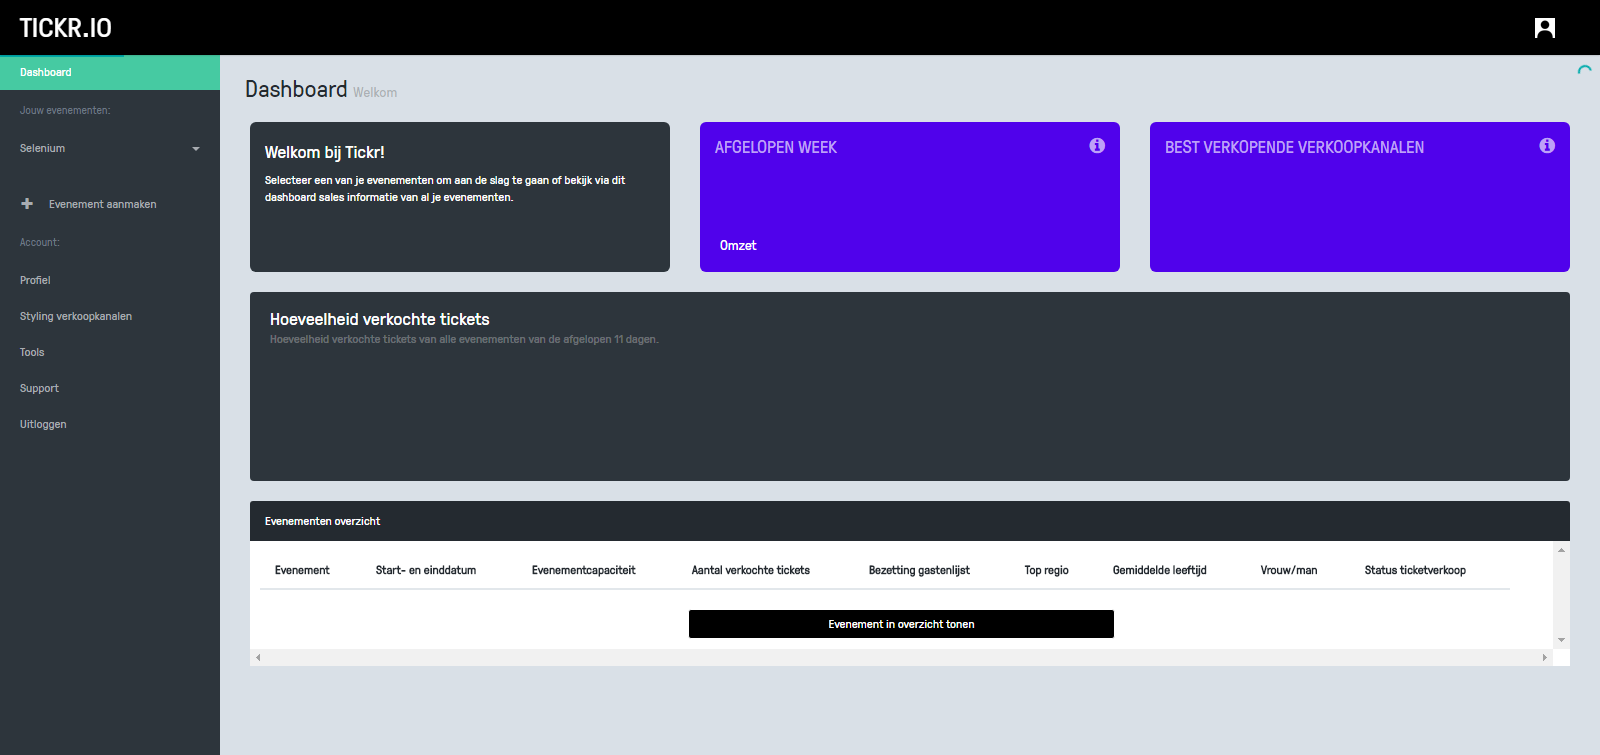 TICKR.IO
Dashboard
Jouw evenementen:
Selenium
Evenement aanmaken
Account:
Profiel
Styling verkoopkanalen
Tools
Support
Uitloggen
Dashboard Welkom
Welkom bij Tickr!
Selecteer een van je evenementen om aan de slag te gaan of bekijk via dit
dashboard sales informatie van al je evenementen.
AFGELOPEN WEEK
Omzet
BEST VERKOPENDE VERKOOPKANALEN
Hoeveelheid verkochte tickets
Hoeveelheid verkochte tickets van alle evenementen van de afgelopen 11 dagen.
Evenementen overzicht
Evenement Start- en einddatum Evenementcapaciteit Aantal verkochte tickets Bezetting gastenlijst Top regio Gemiddelde leeftijd Vrouw/man Status ticketverkoop
Evenement in overzicht tonen